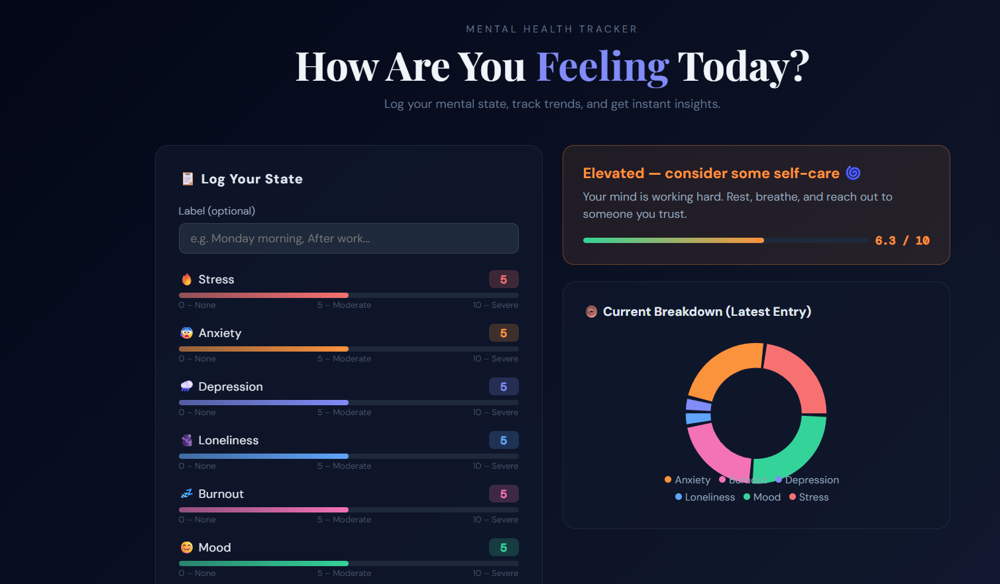 MENTAL HEALTH TRACKER
How Are You Feeling Today?
Log your mental state, track trends, and get instant insights.
Log Your State
Label (optional)
e.g. Monday morning, After work...
Stress
5
0 – None
5 – Moderate
10 – Severe
Anxiety
5
0 – None
5 – Moderate
10 – Severe
Depression
5
0 – None
5 – Moderate
10 – Severe
Loneliness
5
0 – None
5 – Moderate
10 – Severe
Burnout
5
0 – None
5 – Moderate
10 – Severe
Mood
5
0 – None
5 – Moderate
10 – Severe
Elevated — consider some self-care
Your mind is working hard. Rest, breathe, and reach out to
someone you trust.
6.3 / 10
Current Breakdown (Latest Entry)
Anxiety Burnout Depression
Loneliness Mood Stress